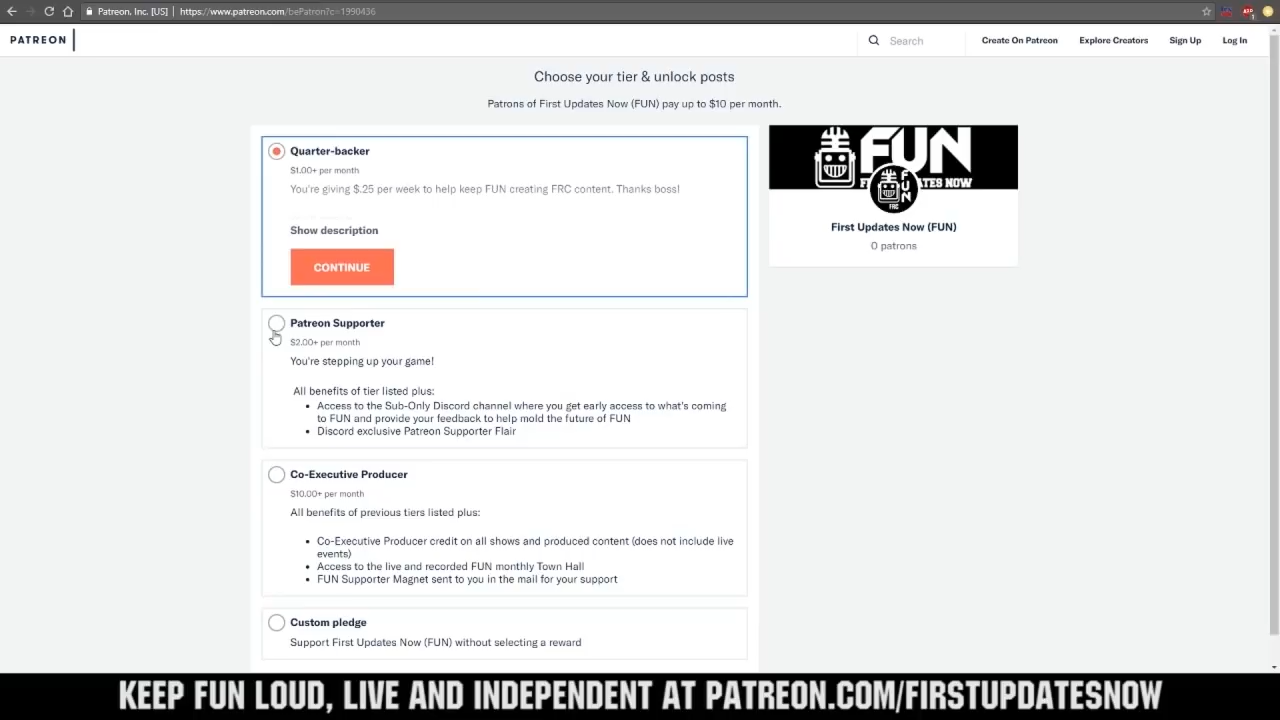 Patreon, Inc. [US] | https://www.patreon.com/bePatron?c=1990436
PATREON
Search
Create On Patreon
Explore Creators
Sign Up
Log In
Choose your tier & unlock posts
Patrons of First Updates Now (FUN) pay up to $10 per month.
Quarter-backer
$1.00+ per month
You're giving $.25 per week to help keep FUN creating FRC content. Thanks boss!
Show description
CONTINUE
FUN
FUN
FRC
First Updates Now (FUN)
0 patrons
Patreon Supporter
$2.00+ per month
You're stepping up your game!
All benefits of tier listed plus:
• Access to the Sub-Only Discord channel where you get early access to what's coming
to FUN and provide your feedback to help mold the future of FUN
• Discord exclusive Patreon Supporter Flair
Co-Executive Producer
$10.00+ per month
All benefits of previous tiers listed plus:
• Co-Executive Producer credit on all shows and produced content (does not include live
events)
• Access to the live and recorded FUN monthly Town Hall
• FUN Supporter Magnet sent to you in the mail for your support
Custom pledge
Support First Updates Now (FUN) without selecting a reward
KEEP FUN LOUD, LIVE AND INDEPENDENT AT PATREON.COM/FIRSTUPDATESNOW